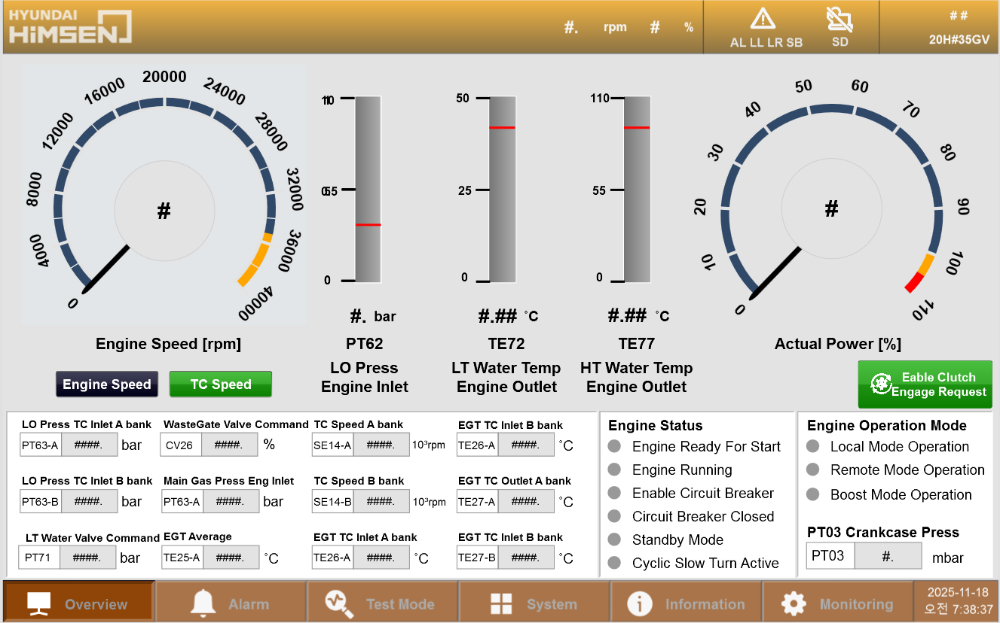 HYUNDAI
HiMSEN
#. rpm # %
AL LL LR SB
SD
# #
20H#35GV
0
4000
8000
12000
16000
20000
24000
28000
32000
36000
40000
#
Engine Speed [rpm]
Engine Speed
TC Speed
0
#. bar
PT62
LO Press
Engine Inlet
50
25
0
#.## °C
TE72
LT Water Temp
Engine Outlet
110
55
0
#.## °C
TE77
HT Water Temp
Engine Outlet
0
10
20
30
40
50
60
70
80
90
100
110
#
Actual Power [%]
Eable Clutch
Engage Request
LO Press TC Inlet A bank
PT63-A ####. bar
WasteGate Valve Command
CV26 ####. %
TC Speed A bank
SE14-A ####. 10³rpm
EGT TC Inlet B bank
TE26-A ####. °C
LO Press TC Inlet B bank
PT63-B ####. bar
Main Gas Press Eng Inlet
PT63-A ####. bar
TC Speed B bank
SE14-B ####. 10³rpm
EGT TC Outlet A bank
TE27-A ####. °C
LT Water Valve Command
PT71 ####. bar
EGT Average
TE25-A ####. °C
EGT TC Inlet A bank
TE26-A ####. °C
EGT TC Inlet B bank
TE27-B ####. °C
Engine Status
Engine Ready For Start
Engine Running
Enable Circuit Breaker
Circuit Breaker Closed
Standby Mode
Cyclic Slow Turn Active
Engine Operation Mode
Local Mode Operation
Remote Mode Operation
Boost Mode Operation
PT03 Crankcase Press
PT03 #. mbar
Overview
Alarm
Test Mode
System
Information
Monitoring
2025-11-18
오전 7:38:37